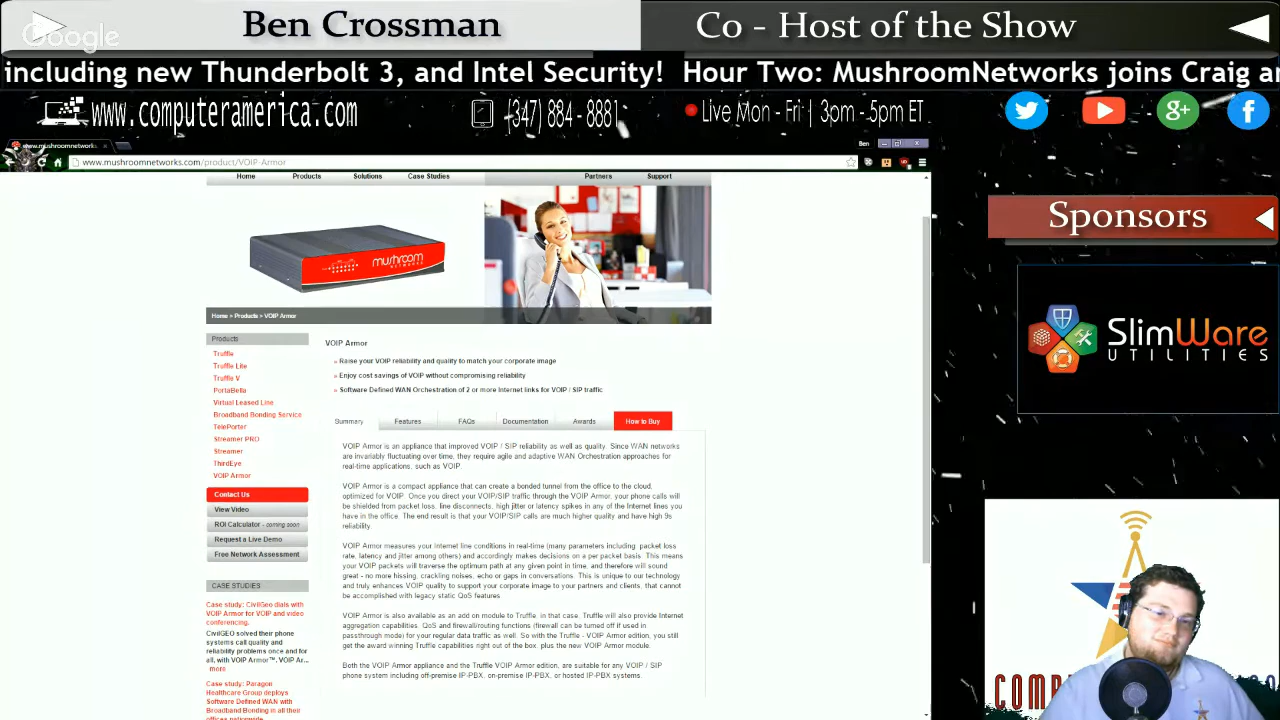 Google
Ben Crossman
Co - Host of the Show
including new Thunderbolt 3, and Intel Security! Hour Two: MushroomNetworks joins Craig a
www.computeramerica.com
(347) 884 - 8881
Live Mon - Fri | 3pm - 5pm ET
www.mushroomnetworks.
Ben
www.mushroomnetworks.com/product/VOIP-Armor
Home
Products
Solutions
Case Studies
Partners
Support
mushroom
NETWORKS
Home > Products > VOIP Armor
Products
Truffle
Truffle Lite
Truffle V
PortaBella
Virtual Leased Line
Broadband Bonding Service
TelePorter
Streamer PRO
Streamer
ThirdEye
VOIP Armor
Contact Us
View Video
ROI Calculator - coming soon
Request a Live Demo
Free Network Assessment
CASE STUDIES
Case study: CivilGeo dials with
VOIP Armor for VOIP and video
conferencing.
CivilGEO solved their phone
systems call quality and
reliability problems once and for
all, with VOIP Armor™. VOIP Ar...
more
Case study: Paragon
Healthcare Group deploys
Software Defined WAN with
Broadband Bonding in all their
offices nationwide
VOIP Armor
» Raise your VOIP reliability and quality to match your corporate image
» Enjoy cost savings of VOIP without compromising reliability
» Software Defined WAN Orchestration of 2 or more Internet links for VOIP / SIP traffic
Summary
Features
FAQs
Documentation
Awards
How to Buy
VOIP Armor is an appliance that improved VOIP / SIP reliability as well as quality. Since WAN networks
are invariably fluctuating over time, they require agile and adaptive WAN Orchestration approaches for
real-time applications, such as VOIP.
VOIP Armor is a compact appliance that can create a bonded tunnel from the office to the cloud,
optimized for VOIP. Once you direct your VOIP/SIP traffic through the VOIP Armor, your phone calls will
be shielded from packet loss, line disconnects, high jitter or latency spikes in any of the Internet lines you
have in the office. The end result is that your VOIP/SIP calls are much higher quality and have high 9s
reliability.
VOIP Armor measures your Internet line conditions in real-time (many parameters including, packet loss
rate, latency and jitter among others) and accordingly makes decisions on a per packet basis. This means
your VOIP packets will traverse the optimum path at any given point in time, and therefore will sound
great - no more hissing, crackling noises, echo or gaps in conversations. This is unique to our technology
and truly enhances VOIP quality to support your corporate image to your partners and clients, that cannot
be accomplished with legacy static QoS features
VOIP Armor is also available as an add on module to Truffle, in that case, Truffle will also provide Internet
aggregation capabilities, QoS and firewall/routing functions (firewall can be turned off if used in
passthrough mode) for your regular data traffic as well. So with the Truffle - VOIP Armor edition, you still
get the award winning Truffle capabilities right out of the box, plus the new VOIP Armor module.
Both the VOIP Armor appliance and the Truffle VOIP Armor edition, are suitable for any VOIP / SIP
phone system including off-premise IP-PBX, on-premise IP-PBX, or hosted IP-PBX systems.
Sponsors
SlimWare
UTILITIES
COMP